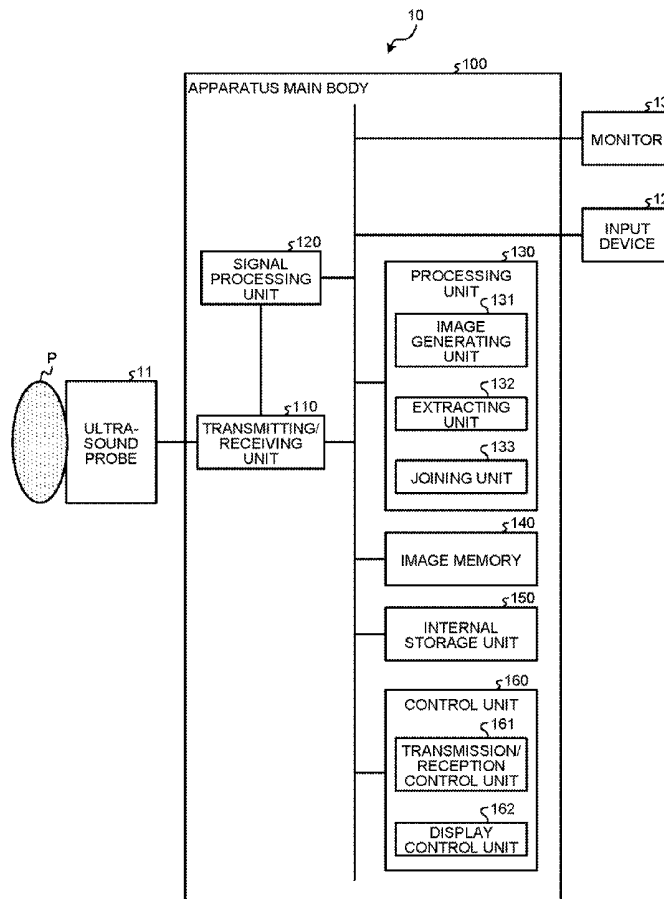 10
100
APPARATUS MAIN BODY
13
MONITOR
12
INPUT
DEVICE
120
SIGNAL
PROCESSING
UNIT
130
PROCESSING
UNIT
131
IMAGE
GENERATING
UNIT
132
EXTRACTING
UNIT
133
JOINING UNIT
P
11
ULTRA-
SOUND
PROBE
110
TRANSMITTING/
RECEIVING
UNIT
140
IMAGE MEMORY
150
INTERNAL
STORAGE UNIT
160
CONTROL UNIT
161
TRANSMISSION/
RECEPTION
CONTROL UNIT
162
DISPLAY
CONTROL UNIT